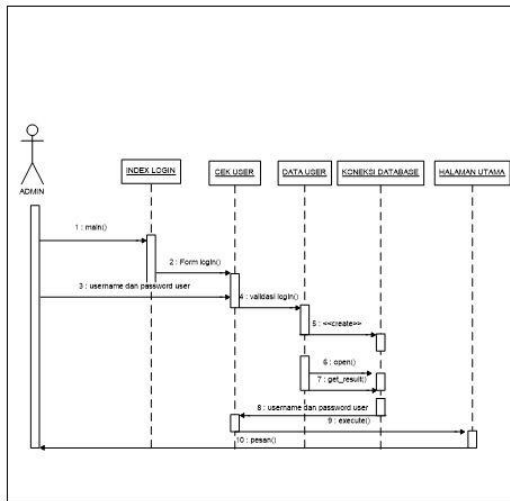 ADMIN
INDEX LOGIN
CEK USER
DATA USER
KONEKSI DATABASE
HALAMAN UTAMA
1 : main()
2 : Form login()
3 : username dan password user
4 : validasi login()
5 : <<create>>
6 : open()
7 : get_result()
8 : username dan password user
9 : execute()
10 : pesan()